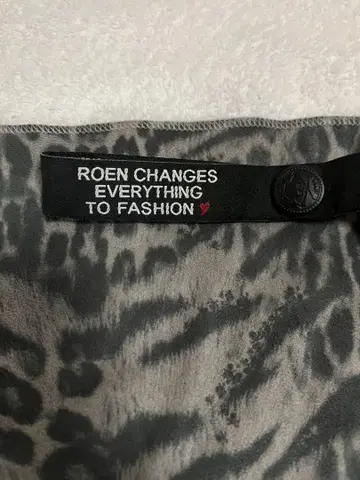 ROEN CHANGES
EVERYTHING
TO FASHION